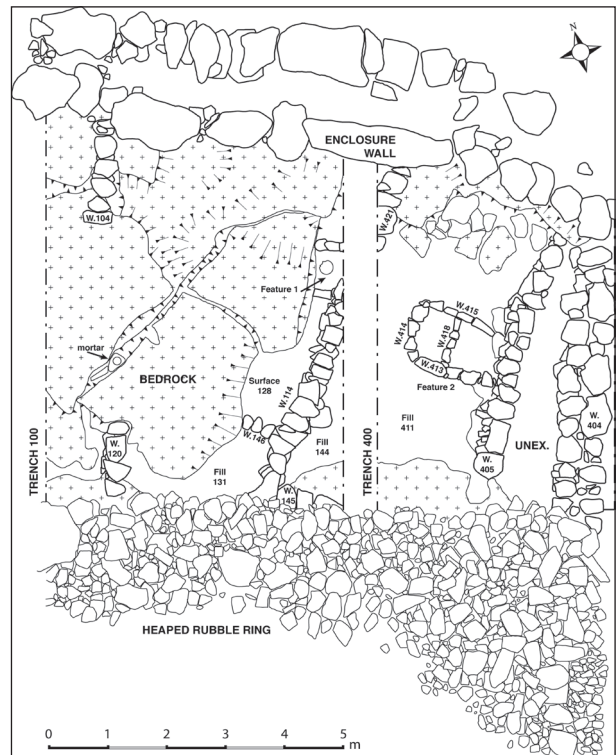 N
ENCLOSURE
WALL
W.104
W.421
Feature 1
W.415
W.414
W.418
mortar
W.413
BEDROCK
Surface
128
W.114
Feature 2
W.146
Fill
411
W.
404
W.
120
Fill
144
UNEX.
W.
405
Fill
131
W.
145
TRENCH 100
TRENCH 400
HEAPED RUBBLE RING
0 1 2 3 4 5
m